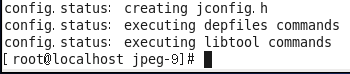 config.status: creating jconfig.h
config.status: executing depfiles commands
config.status: executing libtool commands
[root@localhost jpeg-9]#